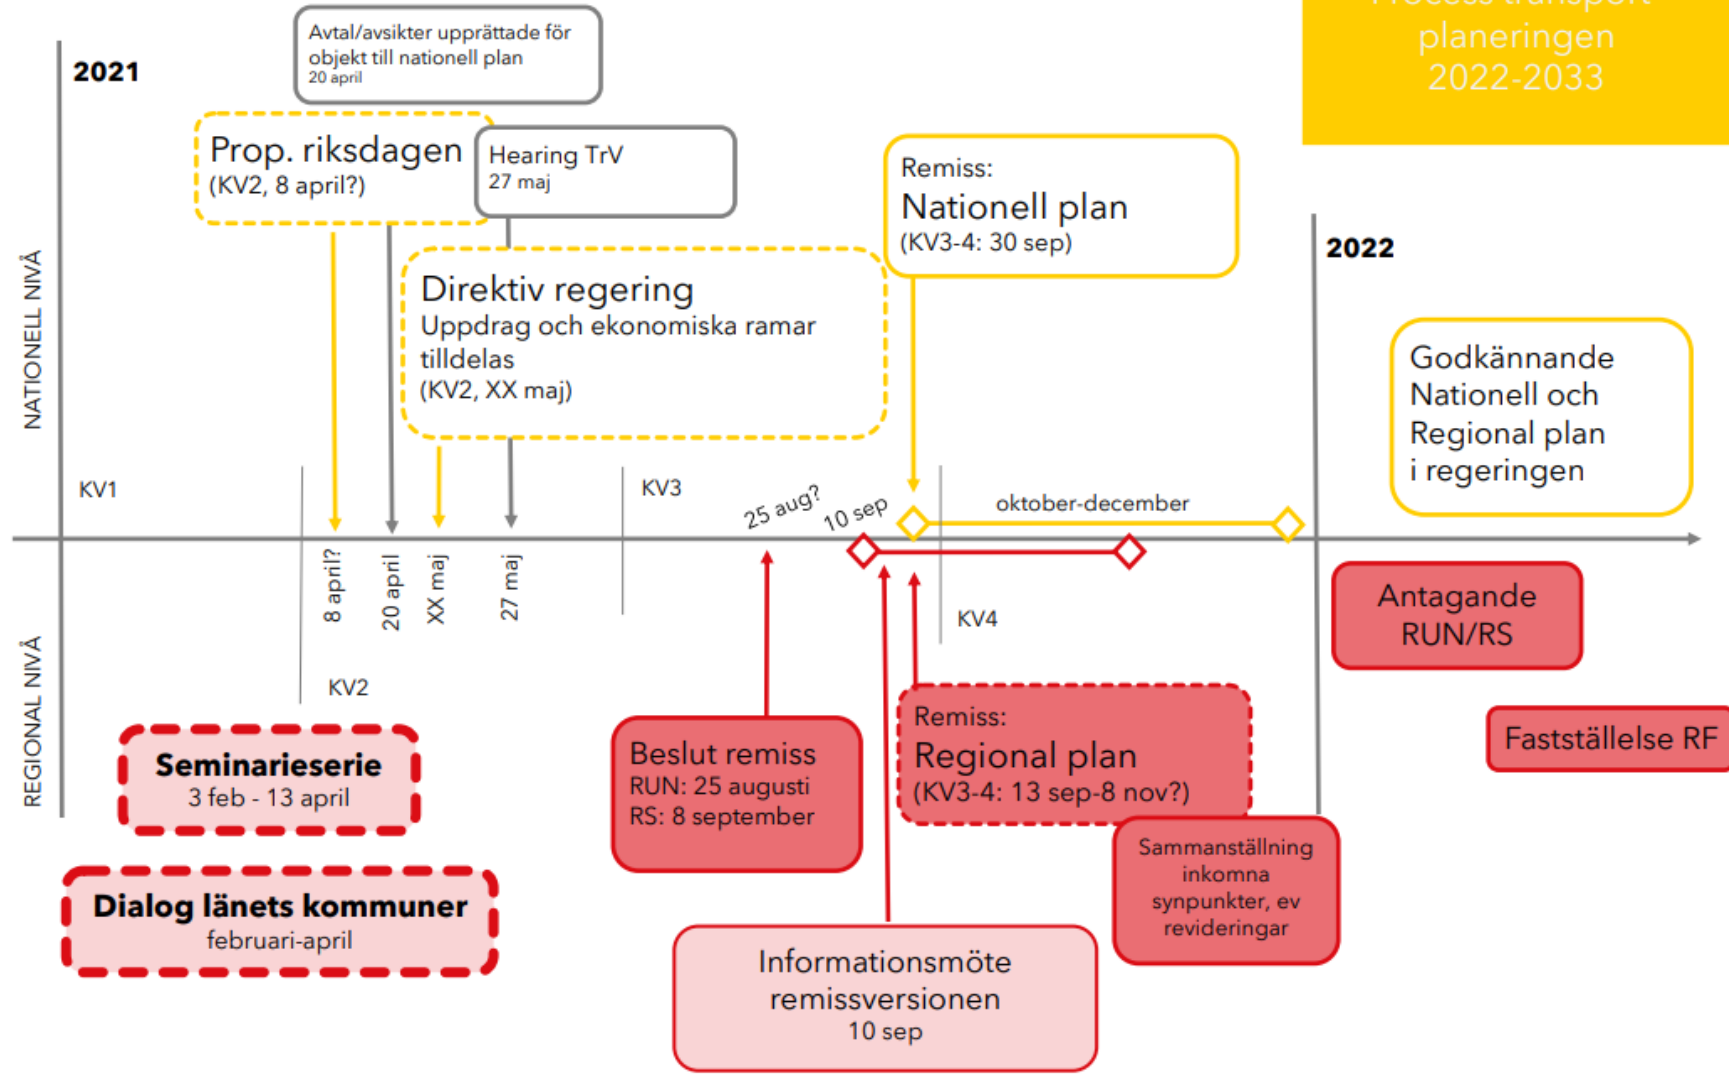 Process transport
planeringen
2022-2033
2021
Avtal/avsikter upprättade för
objekt till nationell plan
20 april
Prop. riksdagen
(KV2, 8 april?)
Hearing TrV
27 maj
Direktiv regering
Uppdrag och ekonomiska ramar
tilldelas
(KV2, XX maj)
Remiss:
Nationell plan
(KV3-4: 30 sep)
2022
Godkännande
Nationell och
Regional plan
i regeringen
NATIONELL NIVÅ
KV1
KV3
25 aug?
10 sep
oktober-december
8 april?
20 april
XX maj
27 maj
KV2
KV4
REGIONAL NIVÅ
Antagande
RUN/RS
Fastställelse RF
Seminarieserie
3 feb - 13 april
Dialog länets kommuner
februari-april
Beslut remiss
RUN: 25 augusti
RS: 8 september
Remiss:
Regional plan
(KV3-4: 13 sep-8 nov?)
Sammanställning
inkomna
synpunkter, ev
revideringar
Informationsmöte
remissversionen
10 sep